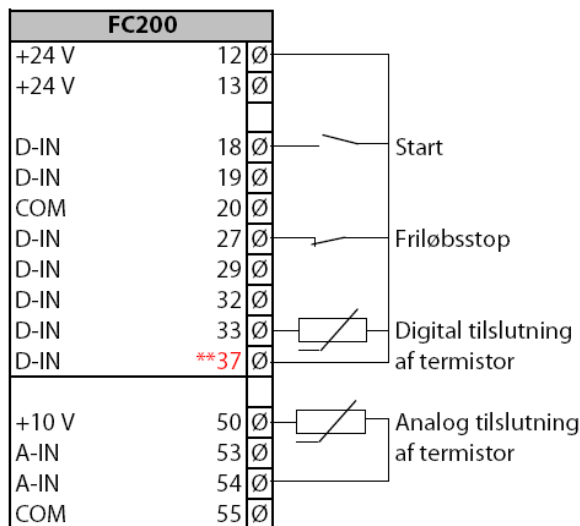 FC200
+24 V 12 Ø
+24 V 13 Ø
D-IN 18 Ø Start
D-IN 19 Ø
COM 20 Ø
D-IN 27 Ø Friløbsstop
D-IN 29 Ø
D-IN 32 Ø
D-IN 33 Ø Digital tilslutning
D-IN **37 Ø af termistor
+10 V 50 Ø Analog tilslutning
A-IN 53 Ø af termistor
A-IN 54 Ø
COM 55 Ø